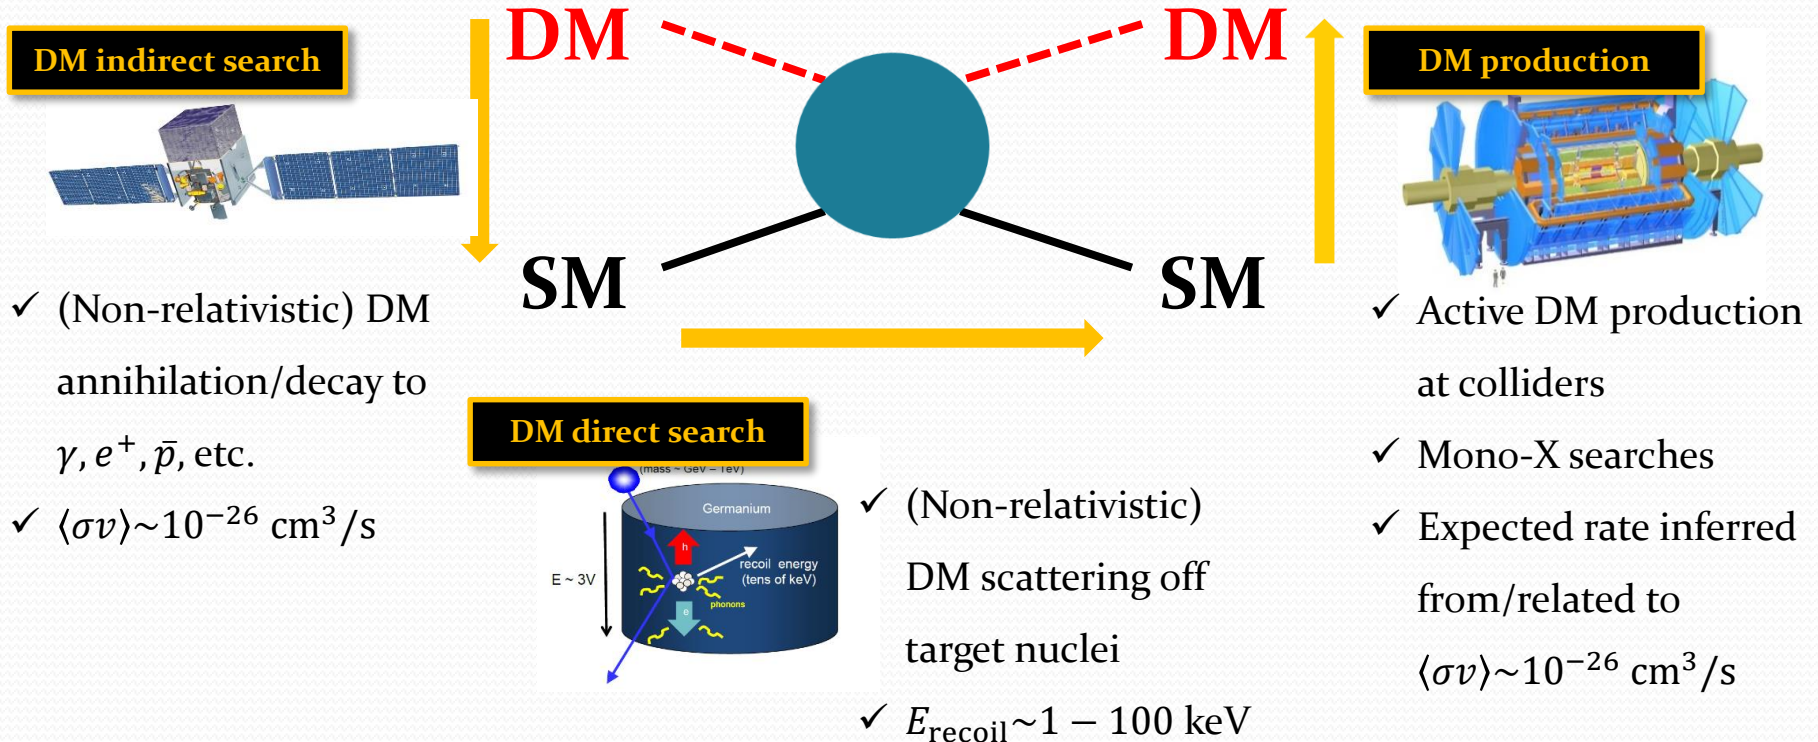 DM indirect search
DM
DM
DM production
SM
SM
✓ (Non-relativistic) DM
annihilation/decay to
γ, e⁺, p̄, etc.
✓ ⟨σv⟩~10⁻²⁶ cm³/s
DM direct search
(mass ~ GeV – TeV)
Germanium
h
recoil energy
(tens of keV)
E ~ 3V
phonons
e
✓ (Non-relativistic)
DM scattering off
target nuclei
✓ E_recoil~1 − 100 keV
✓ Active DM production
at colliders
✓ Mono-X searches
✓ Expected rate inferred
from/related to
⟨σv⟩~10⁻²⁶ cm³/s